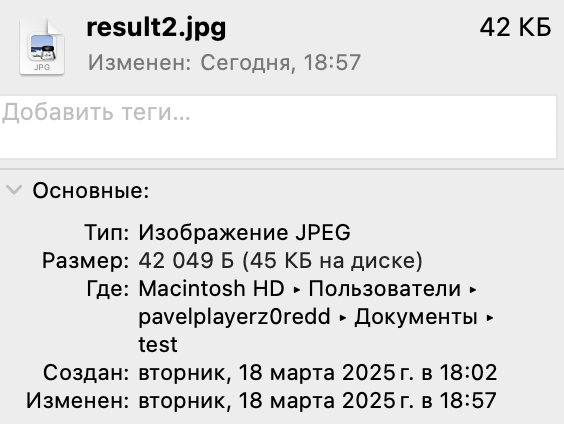 result2.jpg 42 КБ
Изменен: Сегодня, 18:57
JPG
Добавить теги...
Основные:
Тип: Изображение JPEG
Размер: 42 049 Б (45 КБ на диске)
Где: Macintosh HD ▸ Пользователи ▸
pavelplayerz0redd ▸ Документы ▸
test
Создан: вторник, 18 марта 2025 г. в 18:02
Изменен: вторник, 18 марта 2025 г. в 18:57